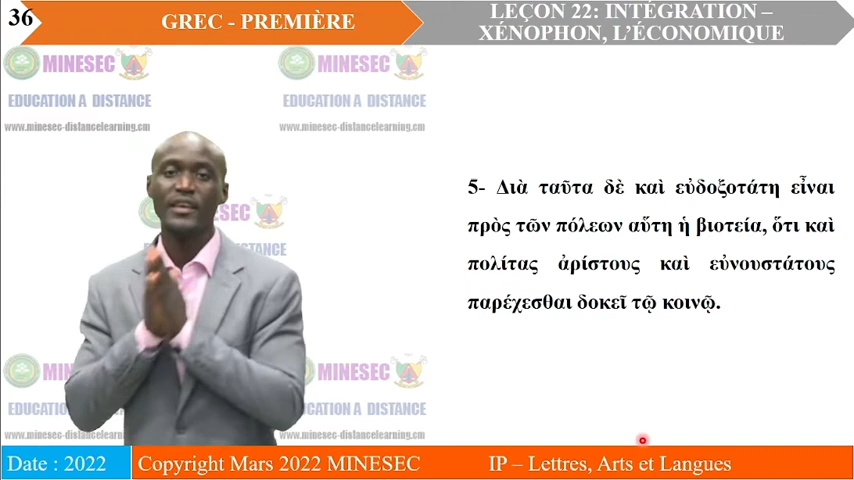 36
GREC - PREMIÈRE
LEÇON 22: INTÉGRATION –
XÉNOPHON, L'ÉCONOMIQUE
MINESEC
MINESEC
EDUCATION A DISTANCE
EDUCATION A DISTANCE
www.minesec-distancelearning.cm
www.minesec-distancelearning.cm
5- Διὰ ταῦτα δὲ καὶ εὐδοξοτάτη εἶναι
πρὸς τῶν πόλεων αὕτη ἡ βιοτεία, ὅτι καὶ
πολίτας ἀρίστους καὶ εὐνουστάτους
παρέχεσθαι δοκεῖ τῷ κοινῷ.
SEC
DISTANCE
MIN
MINESEC
EDUCATION
CATION A DISTANCE
www.minesec-distancelearning.cm
www.minesec-distancelearning.cm
Date : 2022
Copyright Mars 2022 MINESEC
IP – Lettres, Arts et Langues